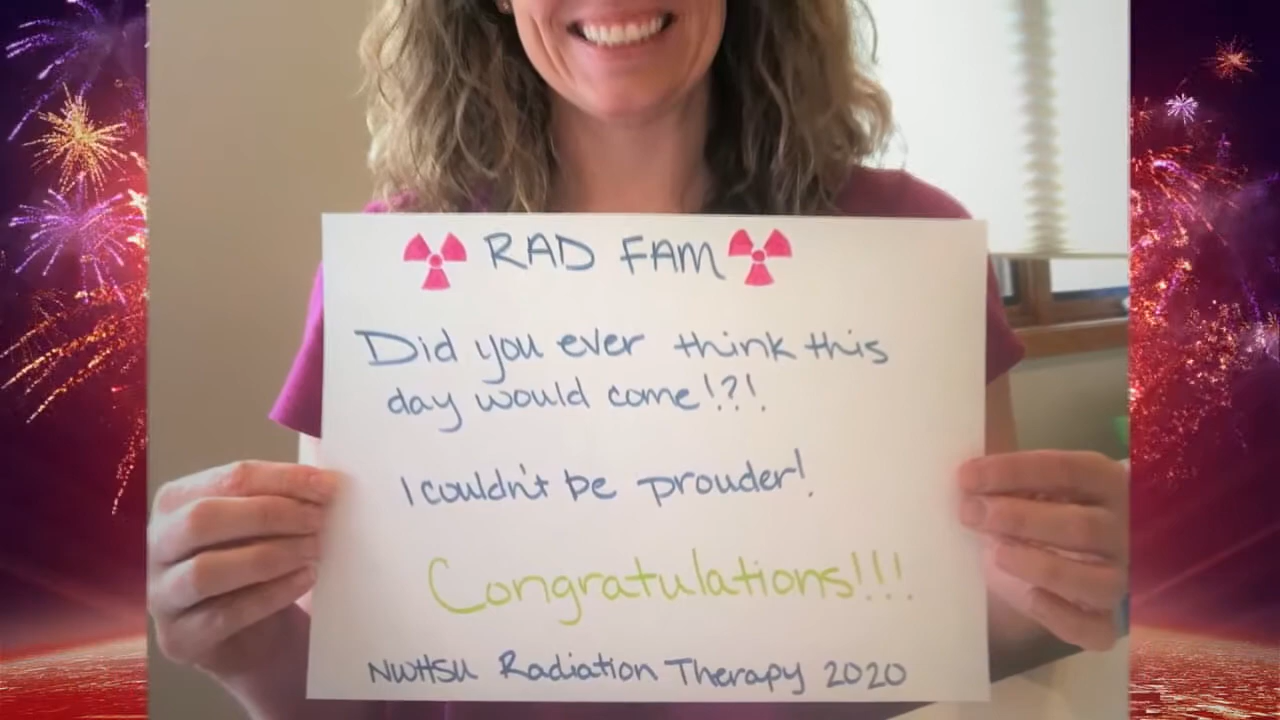 RAD FAM
Did you ever think this
day would come!?!
I couldn't be prouder!
Congratulations!!!
NWHSU Radiation Therapy 2020